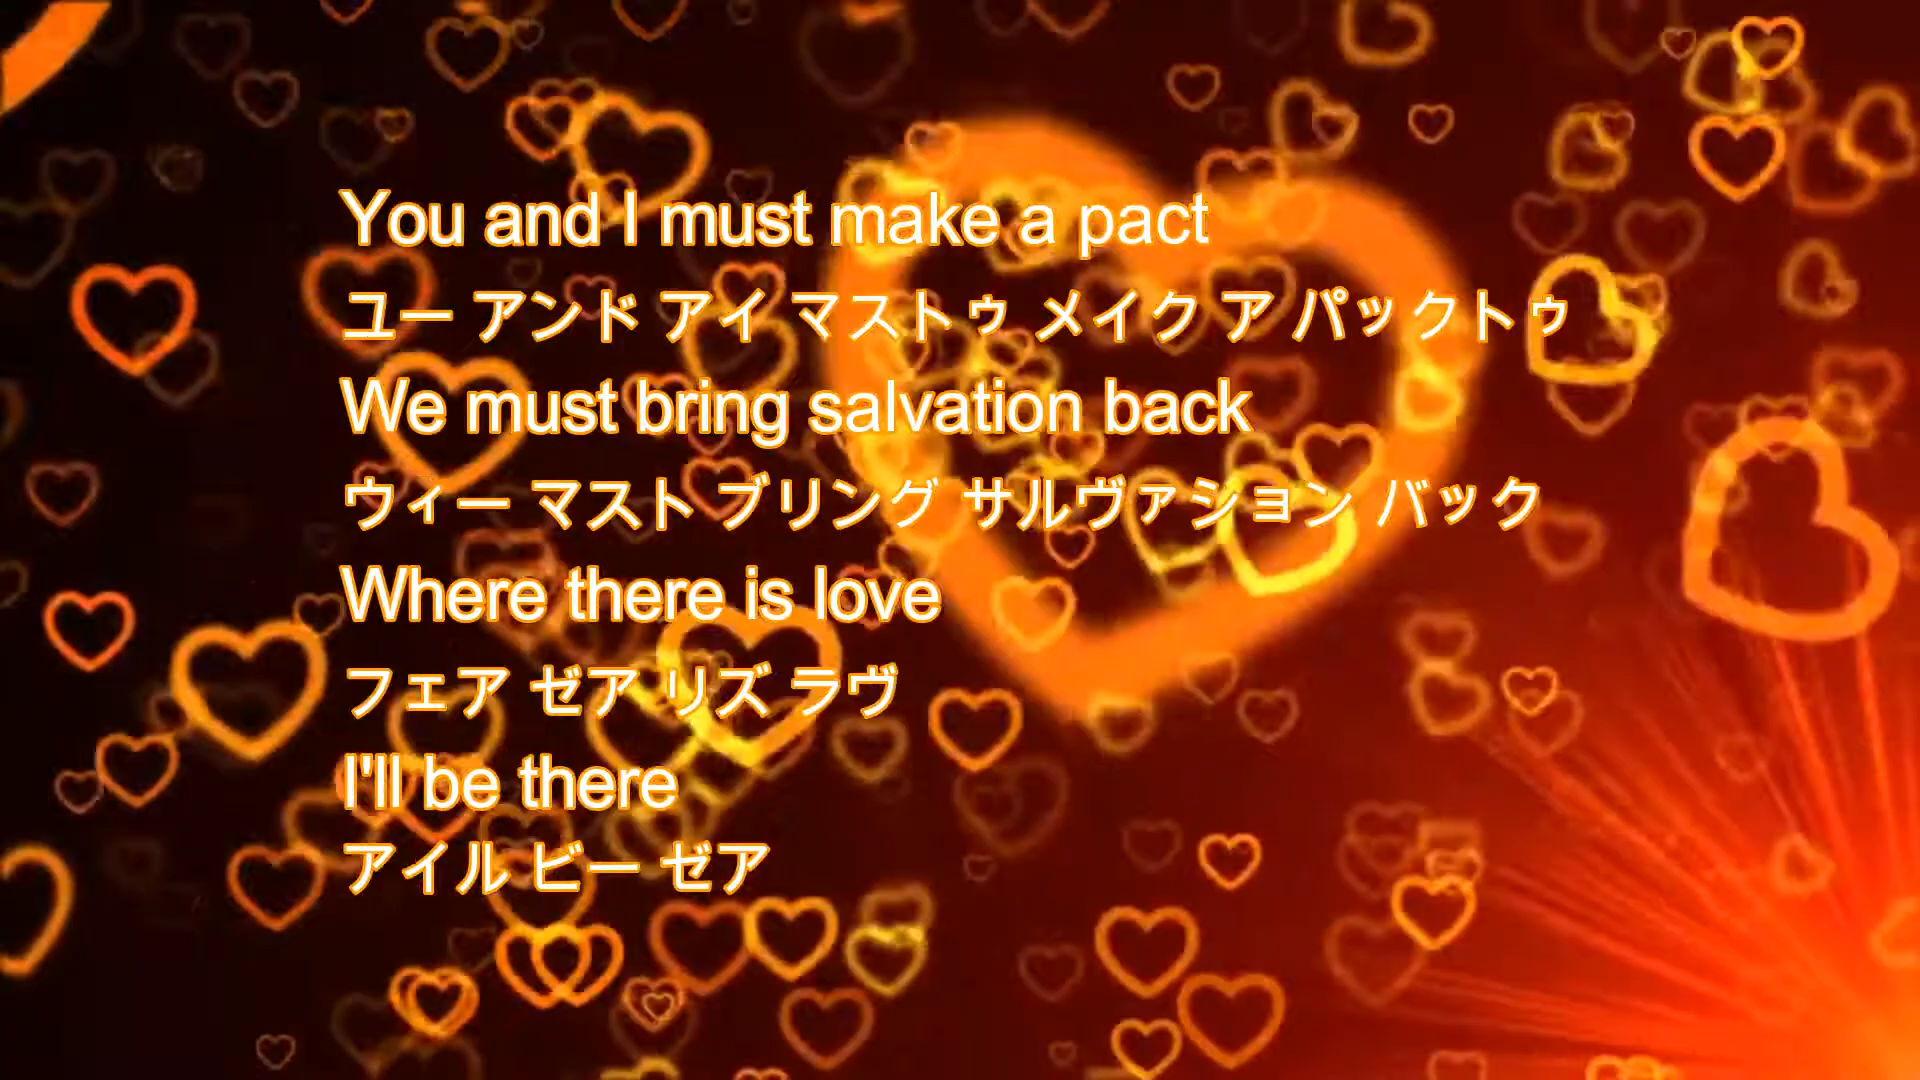 You and I must make a pact
ユー アンド アイ マストゥ メイク ア パックトゥ
We must bring salvation back
ウィー マスト ブリング サルヴァション バック
Where there is love
フェア ゼア リズ ラヴ
I'll be there
アイル ビー ゼア